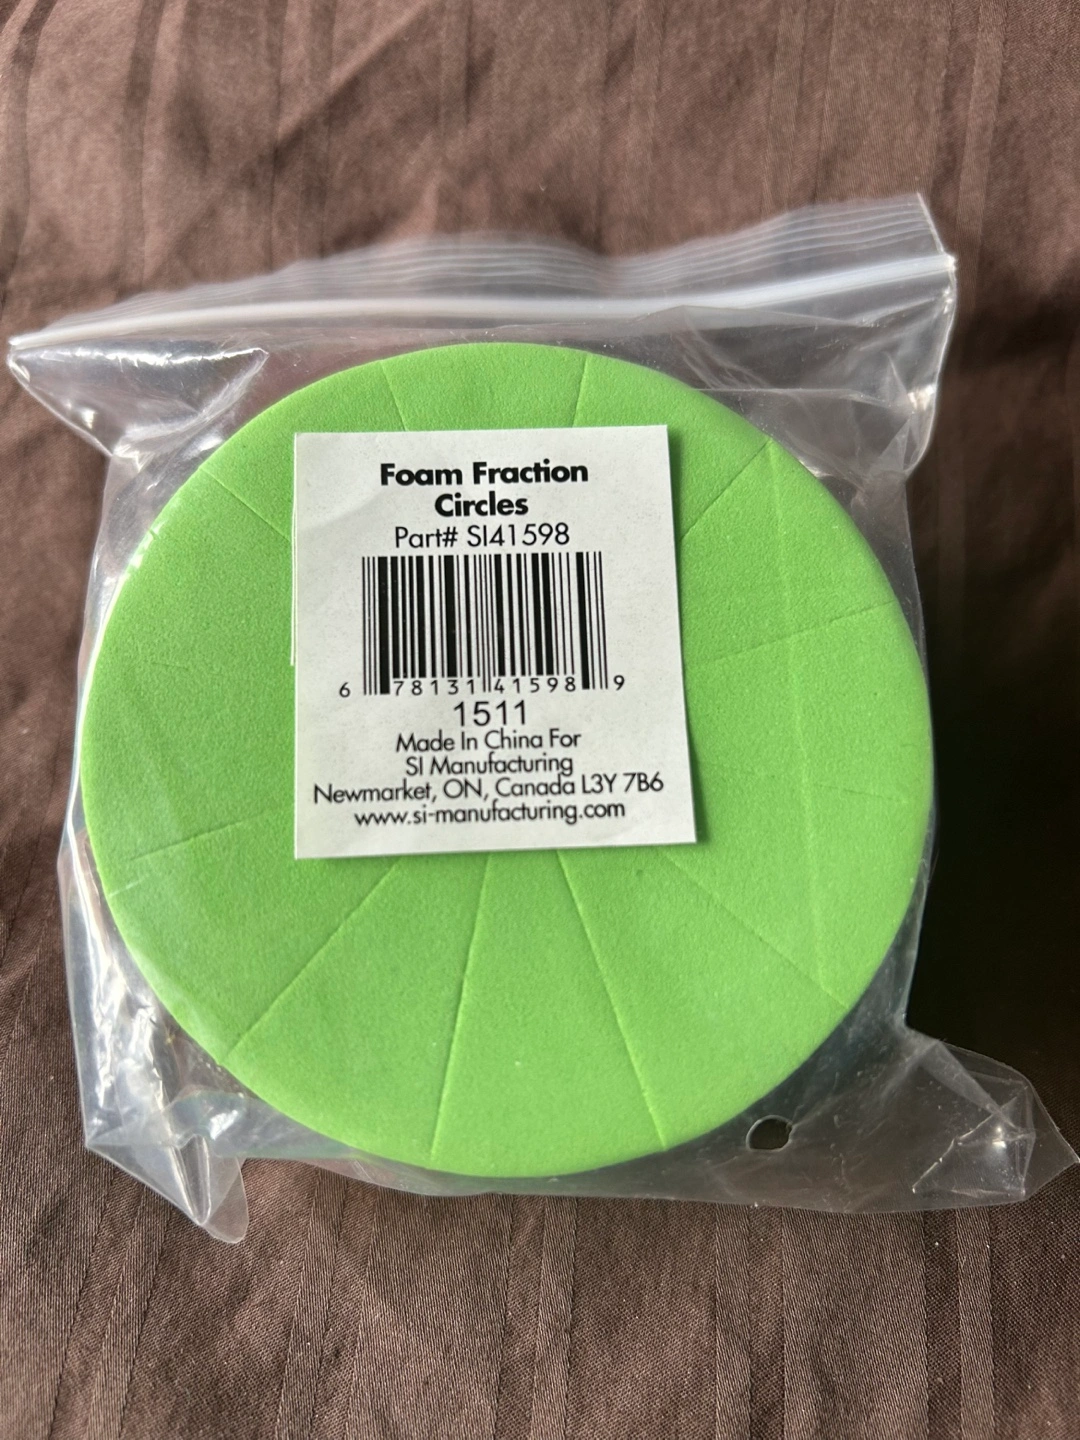 Foam Fraction
Circles
Part# SI41598
6 78131 41598 9
1511
Made In China For
SI Manufacturing
Newmarket, ON, Canada L3Y 7B6
www.si-manufacturing.com